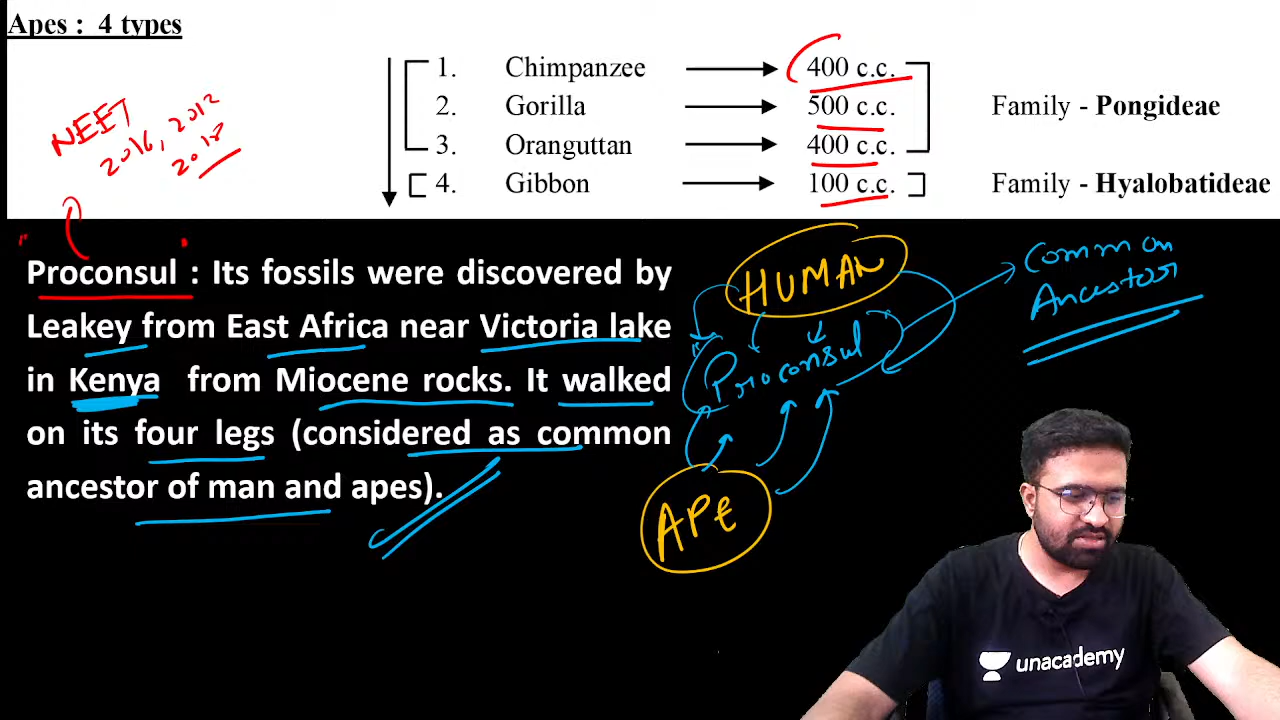 Apes : 4 types
1. Chimpanzee 400 c.c.
2. Gorilla 500 c.c. Family - Pongideae
3. Oranguttan 400 c.c.
4. Gibbon 100 c.c. Family - Hyalobatideae
NEET
2016, 2012
2018
Proconsul : Its fossils were discovered by
Leakey from East Africa near Victoria lake
in Kenya from Miocene rocks. It walked
on its four legs (considered as common
ancestor of man and apes).
HUMAN
Proconsul
APE
Common
Ancestor
unacademy